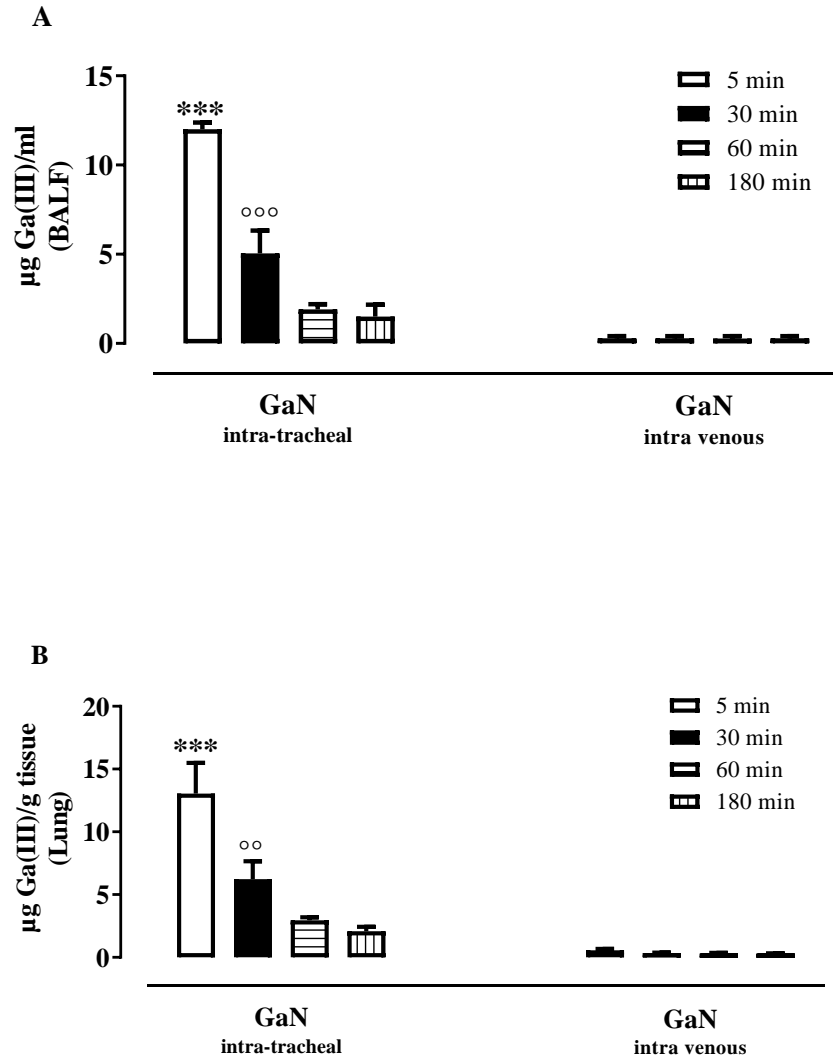 A
15
10
5
0
µg Ga(III)/ml
(BALF)
***
°°°
5 min
30 min
60 min
180 min
GaN
intra-tracheal
GaN
intra venous
B
20
15
10
5
0
µg Ga(III)/g tissue
(Lung)
***
°°
5 min
30 min
60 min
180 min
GaN
intra-tracheal
GaN
intra venous